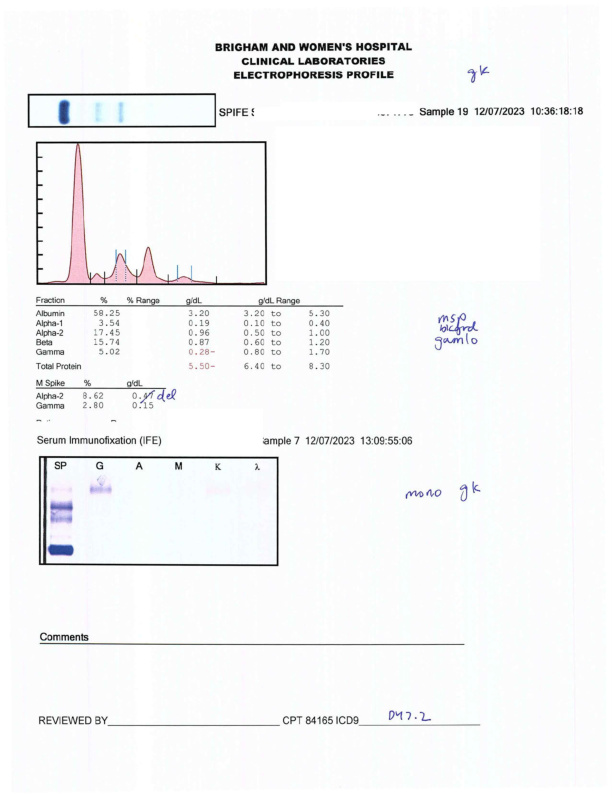 BRIGHAM AND WOMEN'S HOSPITAL
CLINICAL LABORATORIES
ELECTROPHORESIS PROFILE
gk
SPIFE Sample 19 12/07/2023 10:36:18:18
Fraction % % Range g/dL g/dL Range
Albumin 58.25 3.20 3.20 to 5.30
Alpha-1 3.54 0.19 0.10 to 0.40
Alpha-2 17.45 0.96 0.50 to 1.00
Beta 15.74 0.87 0.60 to 1.20
Gamma 5.02 0.28- 0.80 to 1.70
Total Protein 5.50- 6.40 to 8.30
msp
bkgrd
gamlo
M Spike % g/dL
Alpha-2 8.62 0.47 del
Gamma 2.80 0.15
Serum Immunofixation (IFE) ample 7 12/07/2023 13:09:55:06
SP G A M K λ
mono gk
Comments
REVIEWED BY CPT 84165 ICD9 D47.2